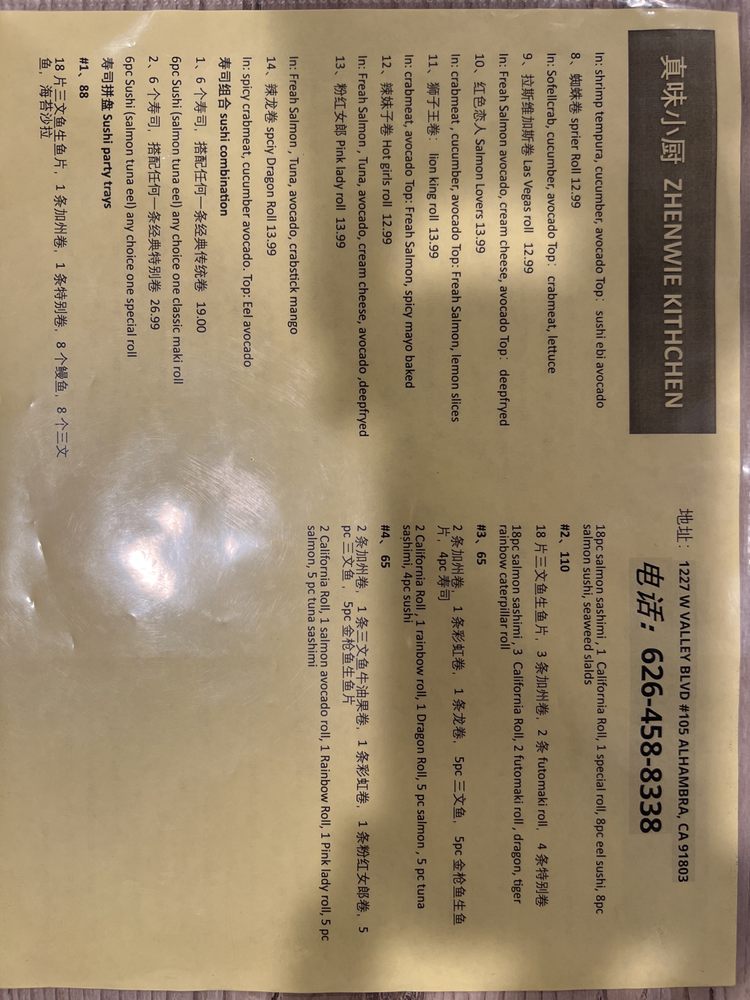 真味小厨 ZHENWIE KITHCHEN
地址： 1227 W VALLEY BLVD #105 ALHAMBRA, CA 91803
电话：626-458-8338
In: shrimp tempura, cucumber, avocado Top： sushi ebi avocado
8、 蜘蛛卷 sprier Roll 12.99
In: Sofellcrab, cucumber, avocado Top： crabmeat, lettuce
9、 拉斯维加斯卷 Las Vegas roll 12.99
In: Freah Salmon avocado, cream cheese, avocado Top： deepfryed
10、 红色恋人 Salmon Lovers 13.99
In: crabmeat , cucumber, avocado Top: Freah Salmon, lemon slices
11、 狮子王卷： lion king roll 13.99
In: crabmeat, avocado Top: Freah Salmon, spicy mayo baked
12、 辣妹子卷 Hot girls roll 12.99
In: Freah Salmon , Tuna, avocado, cream cheese, avocado ,deepfryed
13、 粉红女郎 Pink lady roll 13.99
In: Freah Salmon , Tuna, avocado, crabstick mango
14、 辣龙卷 spciy Dragon Roll 13.99
In: spicy crabmeat, cucumber avocado. Top: Eel avocado
寿司组合 sushi combination
1、 6 个寿司， 搭配任何一条经典传统卷 19.00
6pc Sushi (salmon tuna eel) any choice one classic maki roll
2、 6 个寿司， 搭配任何一条经典特别卷 26.99
6pc Sushi (salmon tuna eel) any choice one special roll
寿司拼盘 Sushi party trays
#1、88
18 片三文鱼生鱼片， 1 条加州卷， 1 条特别卷， 8 个鳗鱼， 8 个三文
鱼，海苔沙拉
18pc salmon sashimi , 1 California Roll, 1 special roll, 8pc eel sushi, 8pc
salmon sushi, seaweed slalds
#2、110
18 片三文鱼生鱼片， 3 条加州卷， 2 条 futomaki roll， 4 条特别卷
18pc salmon sashimi , 3 California Roll, 2 futomaki roll , dragon, tiger
rainbow caterpillar roll
#3、65
2 条加州卷， 1 条彩虹卷， 1 条龙卷， 5pc 三文鱼， 5pc 金枪鱼生鱼
片， 4pc 寿司
2 California Roll , 1 rainbow roll, 1 Dragon Roll, 5 pc salmon , 5 pc tuna
sashimi, 4pc sushi
#4、65
2 条加州卷， 1 条三文鱼牛油果卷， 1 条彩虹卷， 1 条粉红女郎卷， 5
pc 三文鱼 ， 5pc 金枪鱼生鱼片
2 California Roll, 1 salmon avocado roll, 1 Rainbow Roll, 1 Pink lady roll, 5 pc
salmon, 5 pc tuna sashimi